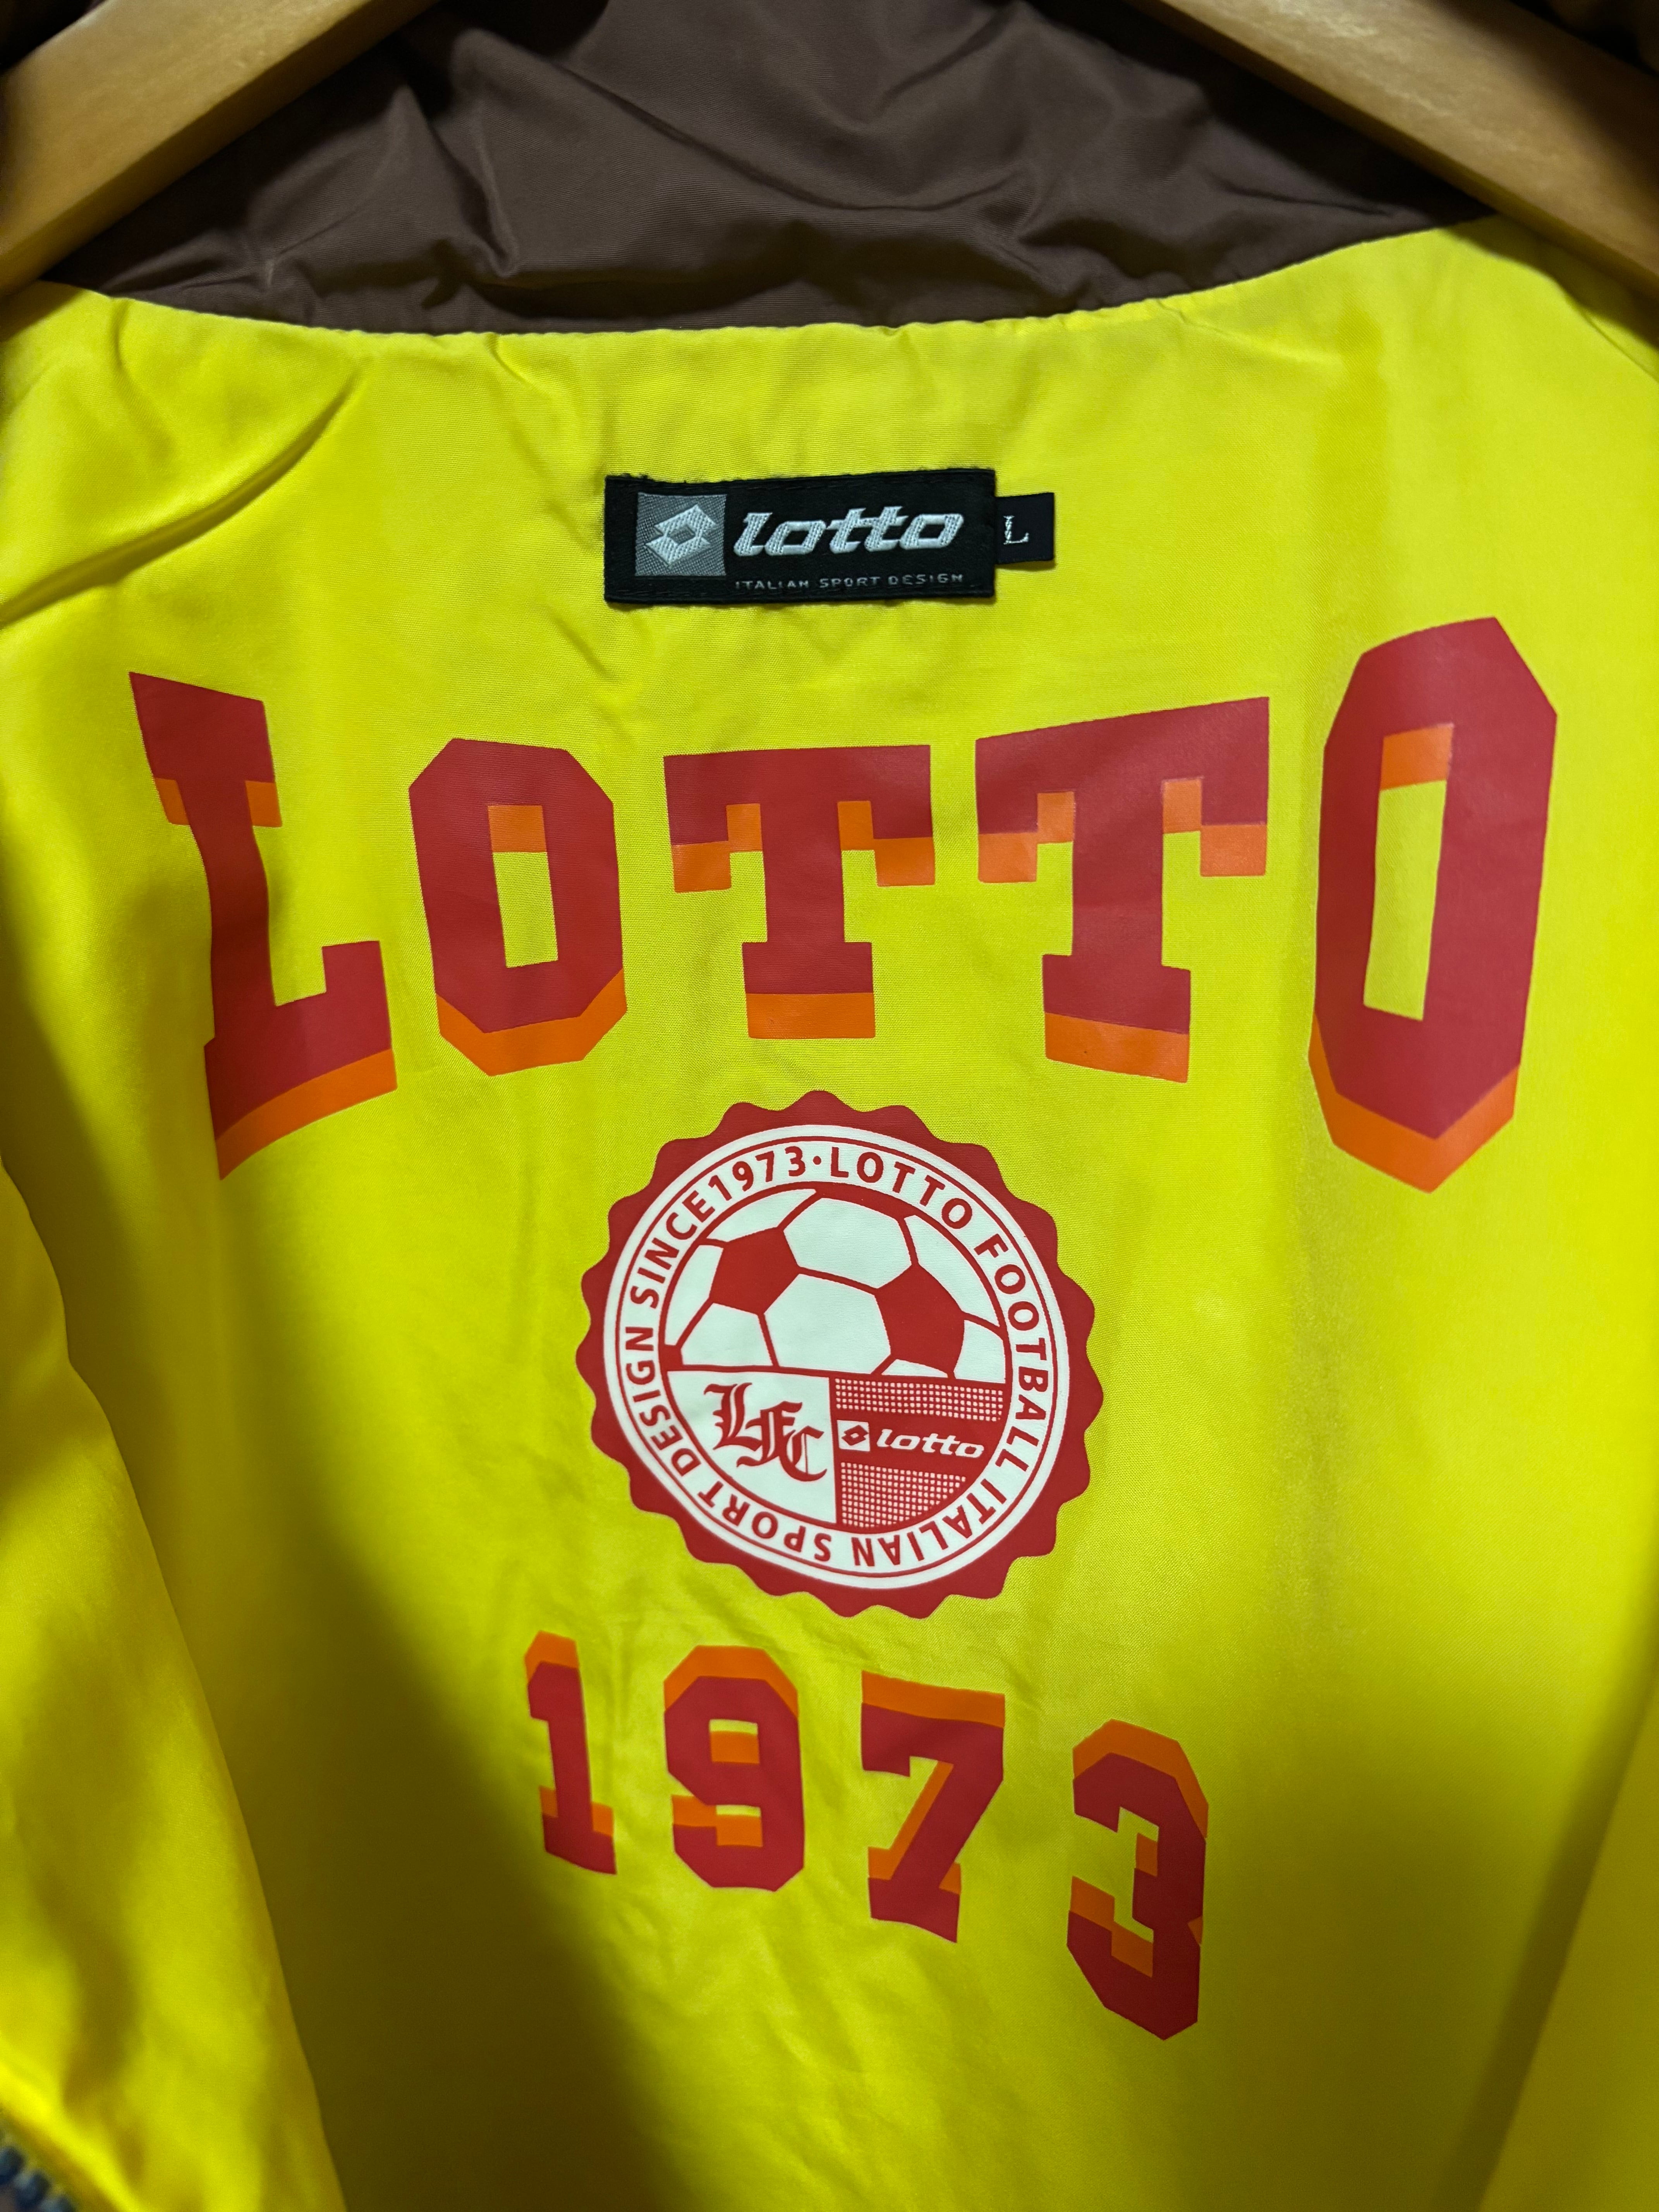 lotto L
ITALIAN SPORT DESIGN
LOTTO
SINCE 1973・LOTTO FOOTBALL ITALIAN SPORT DESIGN
LFC
lotto
1973